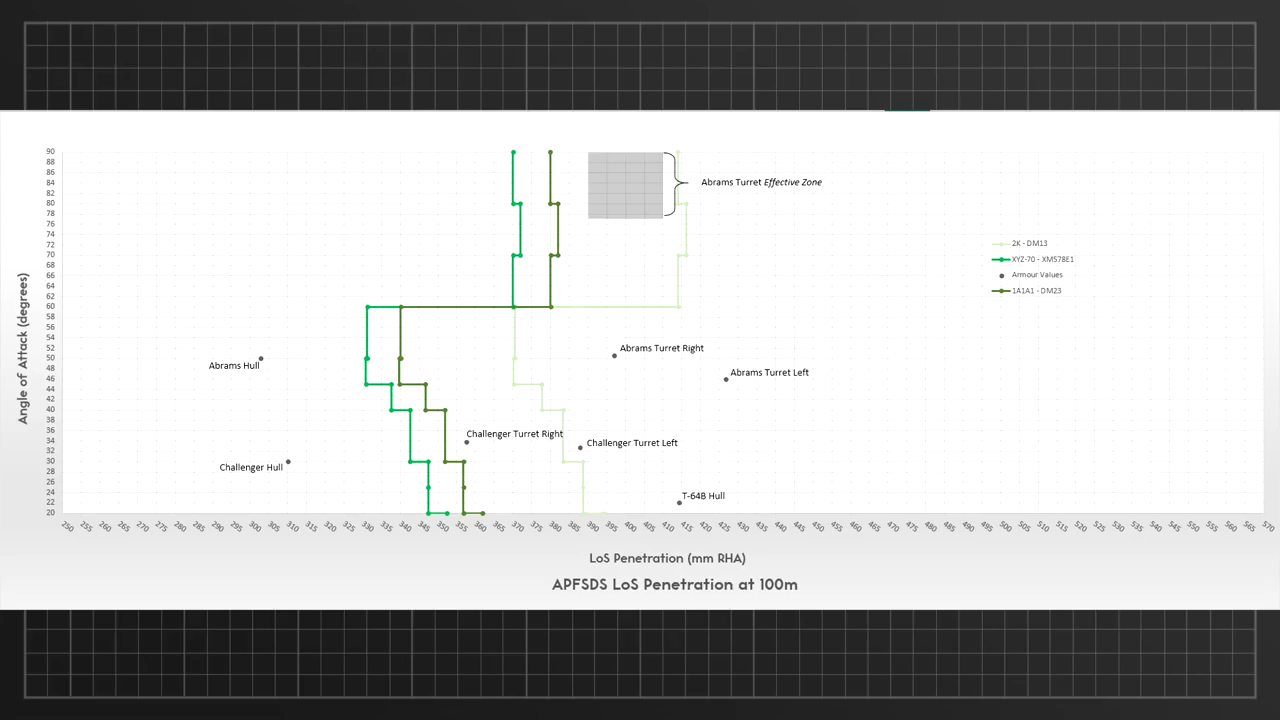 90
88
86
84
82
80
78
76
74
72
70
68
66
64
62
60
58
56
54
52
50
48
46
44
42
40
38
36
34
32
30
28
26
24
22
20
Angle of Attack (degrees)
Abrams Turret Effective Zone
2K - DM13
XYZ-70 - XM578E1
Armour Values
1A1A1 - DM23
Abrams Turret Right
Abrams Hull
Abrams Turret Left
Challenger Turret Right
Challenger Turret Left
Challenger Hull
T-64B Hull
250 255 260 265 270 275 280 285 290 295 300 305 310 315 320 325 330 335 340 345 350 355 360 365 370 375 380 385 390 395 400 405 410 415 420 425 430 435 440 445 450 455 460 465 470 475 480 485 490 495 500 505 510 515 520 525 530 535 540 545 550 555 560 565 570
LoS Penetration (mm RHA)
APFSDS LoS Penetration at 100m